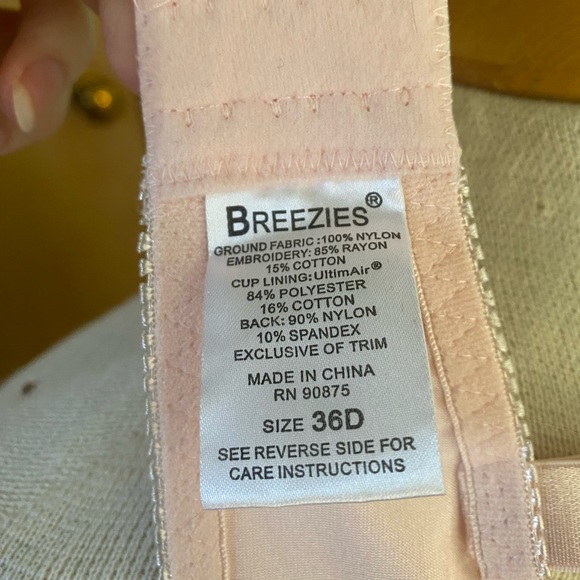 BREEZIES®
GROUND FABRIC:100% NYLON
EMBROIDERY: 85% RAYON
15% COTTON
CUP LINING: UltimAir®
84% POLYESTER
16% COTTON
BACK: 90% NYLON
10% SPANDEX
EXCLUSIVE OF TRIM
MADE IN CHINA
RN 90875
SIZE 36D
SEE REVERSE SIDE FOR
CARE INSTRUCTIONS